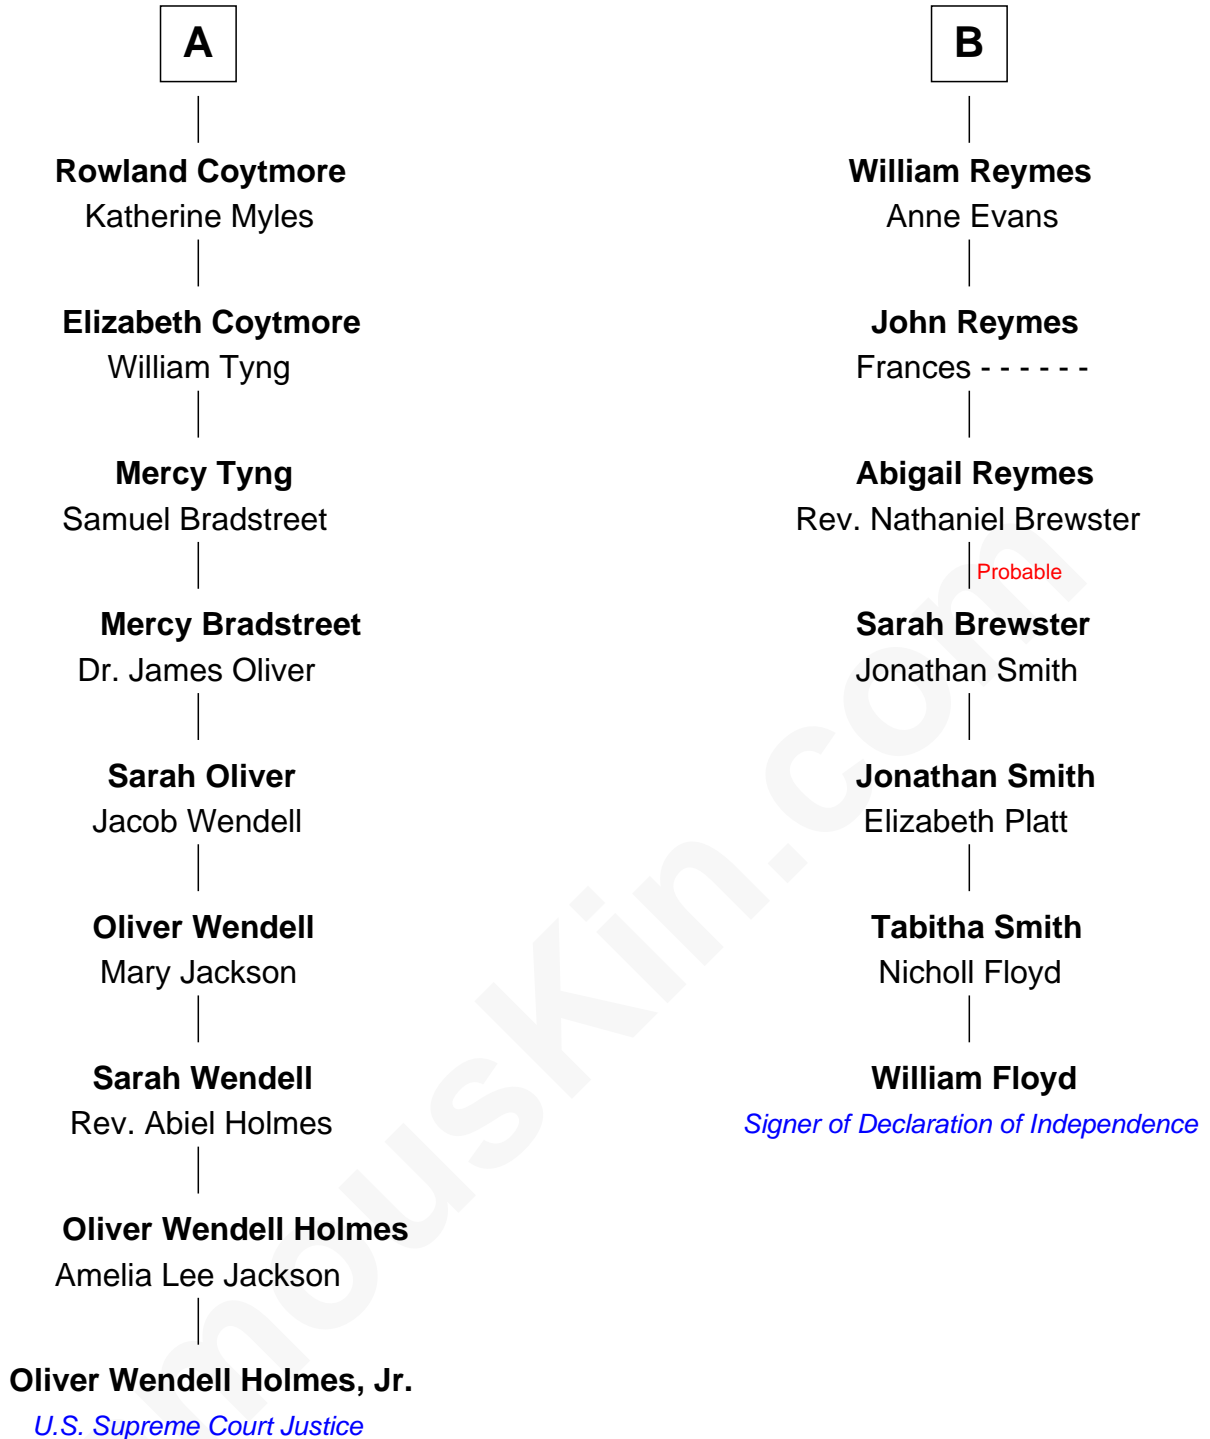 A
Rowland Coytmore
Katherine Myles
Elizabeth Coytmore
William Tyng
Mercy Tyng
Samuel Bradstreet
Mercy Bradstreet
Dr. James Oliver
Sarah Oliver
Jacob Wendell
Oliver Wendell
Mary Jackson
Sarah Wendell
Rev. Abiel Holmes
Oliver Wendell Holmes
Amelia Lee Jackson
Oliver Wendell Holmes, Jr.
U.S. Supreme Court Justice
B
William Reymes
Anne Evans
John Reymes
Frances - - - - - -
Abigail Reymes
Rev. Nathaniel Brewster
Probable
Sarah Brewster
Jonathan Smith
Jonathan Smith
Elizabeth Platt
Tabitha Smith
Nicholl Floyd
William Floyd
Signer of Declaration of Independence
mousKin.com